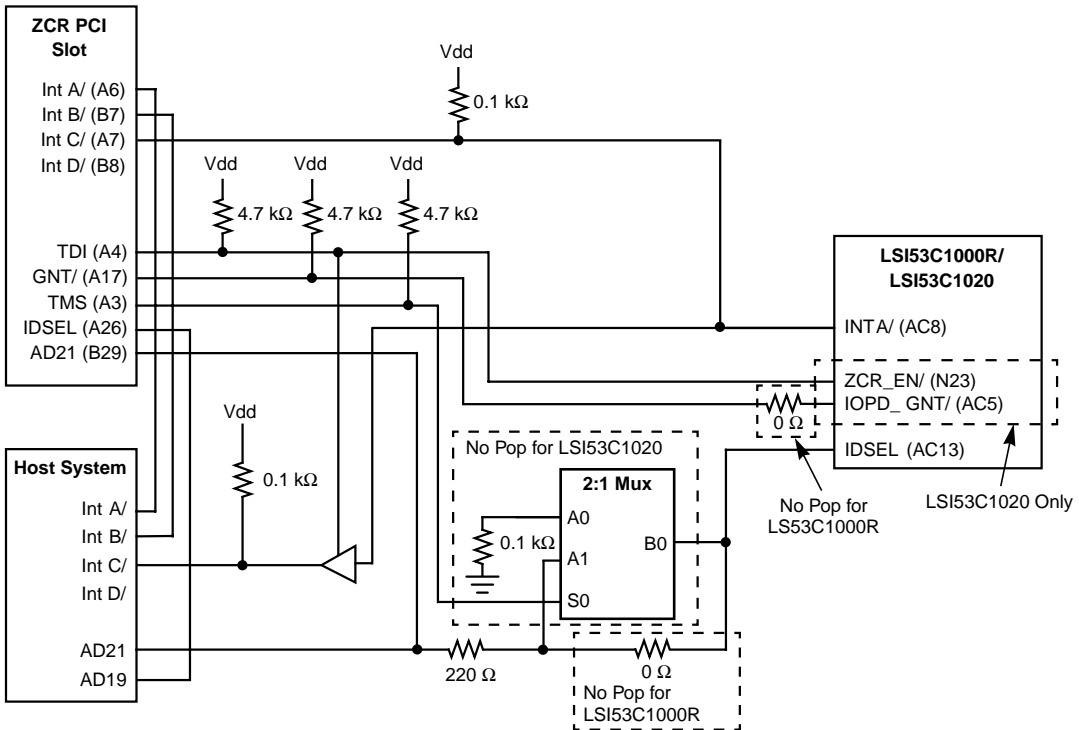 ZCR PCI
Slot
Int A/ (A6)
Int B/ (B7)
Int C/ (A7)
Int D/ (B8)
TDI (A4)
GNT/ (A17)
TMS (A3)
IDSEL (A26)
AD21 (B29)
Vdd
0.1 kΩ
Vdd
Vdd
Vdd
4.7 kΩ
4.7 kΩ
4.7 kΩ
LSI53C1000R/
LSI53C1020
INTA/ (AC8)
ZCR_EN/ (N23)
IOPD_ GNT/ (AC5)
IDSEL (AC13)
0 Ω
No Pop for
LS53C1000R
LSI53C1020 Only
Host System
Int A/
Int B/
Int C/
Int D/
AD21
AD19
Vdd
0.1 kΩ
No Pop for LSI53C1020
2:1 Mux
A0
A1
S0
B0
0.1 kΩ
220 Ω
0 Ω
No Pop for
LSI53C1000R